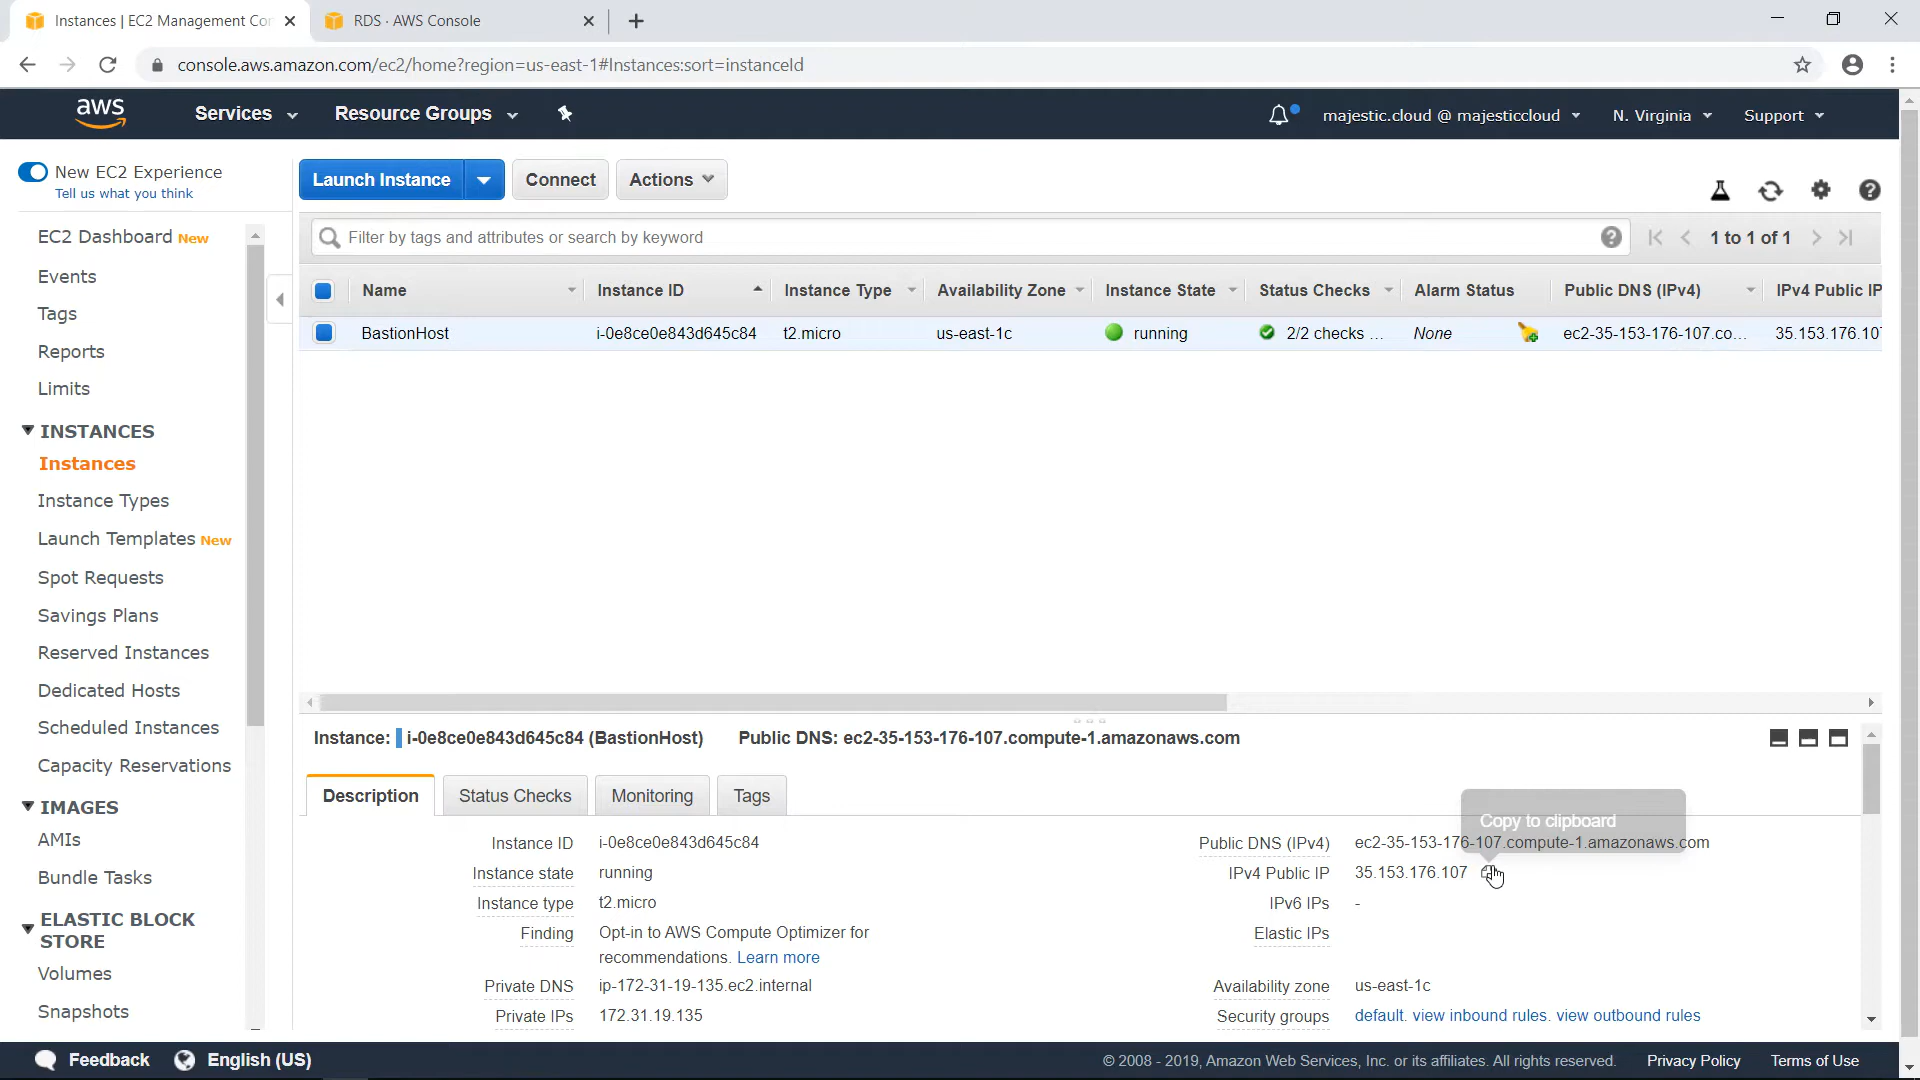 Instances | EC2 Management Con
RDS · AWS Console
console.aws.amazon.com/ec2/home?region=us-east-1#Instances:sort=instanceId
aws
Services
Resource Groups
majestic.cloud @ majesticcloud
N. Virginia
Support
New EC2 Experience
Tell us what you think
EC2 Dashboard New
Events
Tags
Reports
Limits
INSTANCES
Instances
Instance Types
Launch Templates New
Spot Requests
Savings Plans
Reserved Instances
Dedicated Hosts
Scheduled Instances
Capacity Reservations
IMAGES
AMIs
Bundle Tasks
ELASTIC BLOCK
STORE
Volumes
Snapshots
Launch Instance
Connect
Actions
Filter by tags and attributes or search by keyword
1 to 1 of 1
Name Instance ID Instance Type Availability Zone Instance State Status Checks Alarm Status Public DNS (IPv4) IPv4 Public IP
BastionHost i-0e8ce0e843d645c84 t2.micro us-east-1c running 2/2 checks ... None ec2-35-153-176-107.co... 35.153.176.107
Instance: i-0e8ce0e843d645c84 (BastionHost) Public DNS: ec2-35-153-176-107.compute-1.amazonaws.com
Description Status Checks Monitoring Tags
Copy to clipboard
Instance ID i-0e8ce0e843d645c84 Public DNS (IPv4) ec2-35-153-176-107.compute-1.amazonaws.com
Instance state running IPv4 Public IP 35.153.176.107
Instance type t2.micro IPv6 IPs -
Finding Opt-in to AWS Compute Optimizer for Elastic IPs
recommendations. Learn more
Private DNS ip-172-31-19-135.ec2.internal Availability zone us-east-1c
Private IPs 172.31.19.135 Security groups default. view inbound rules. view outbound rules
Feedback English (US)
© 2008 - 2019, Amazon Web Services, Inc. or its affiliates. All rights reserved. Privacy Policy Terms of Use